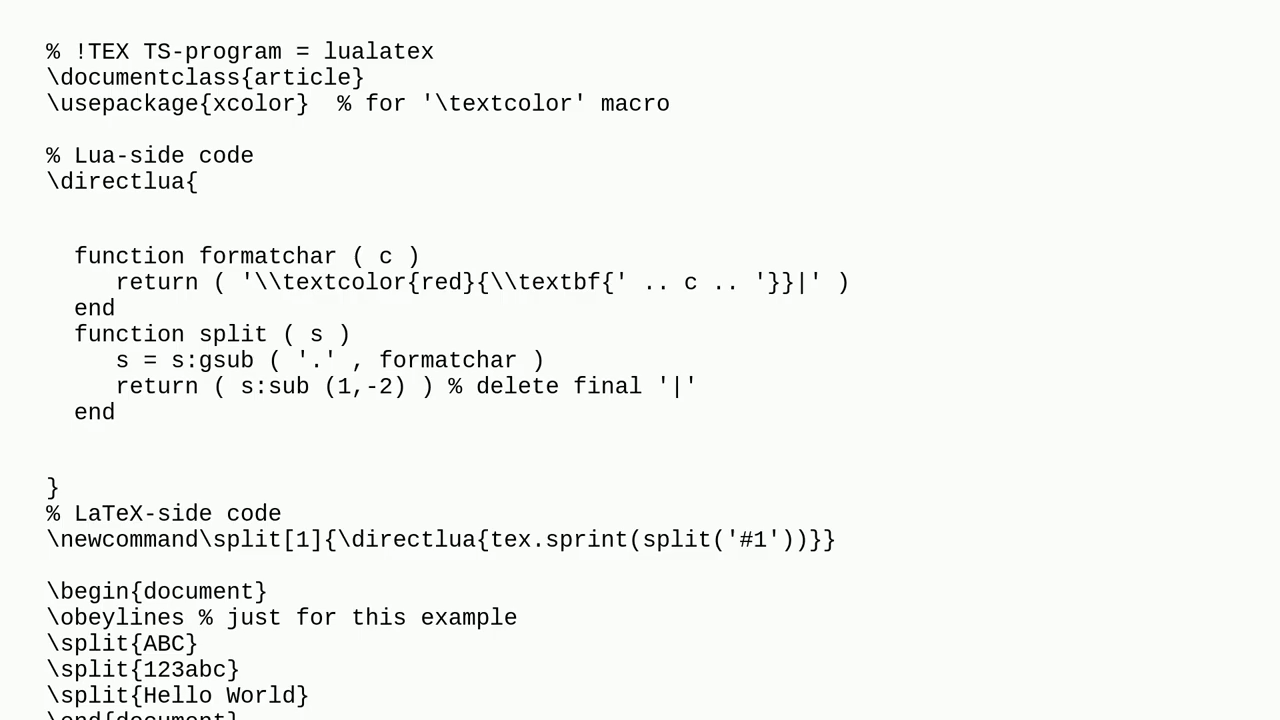 % !TEX TS-program = lualatex
\documentclass{article}
\usepackage{xcolor}  % for '\textcolor' macro

% Lua-side code
\directlua{


  function formatchar ( c )
     return ( '\\textcolor{red}{\\textbf{' .. c .. '}}|' )
  end
  function split ( s )
     s = s:gsub ( '.' , formatchar )
     return ( s:sub (1,-2) ) % delete final '|'
  end


}
% LaTeX-side code
\newcommand\split[1]{\directlua{tex.sprint(split('#1'))}}

\begin{document}
\obeylines % just for this example
\split{ABC}
\split{123abc}
\split{Hello World}
\end{document}